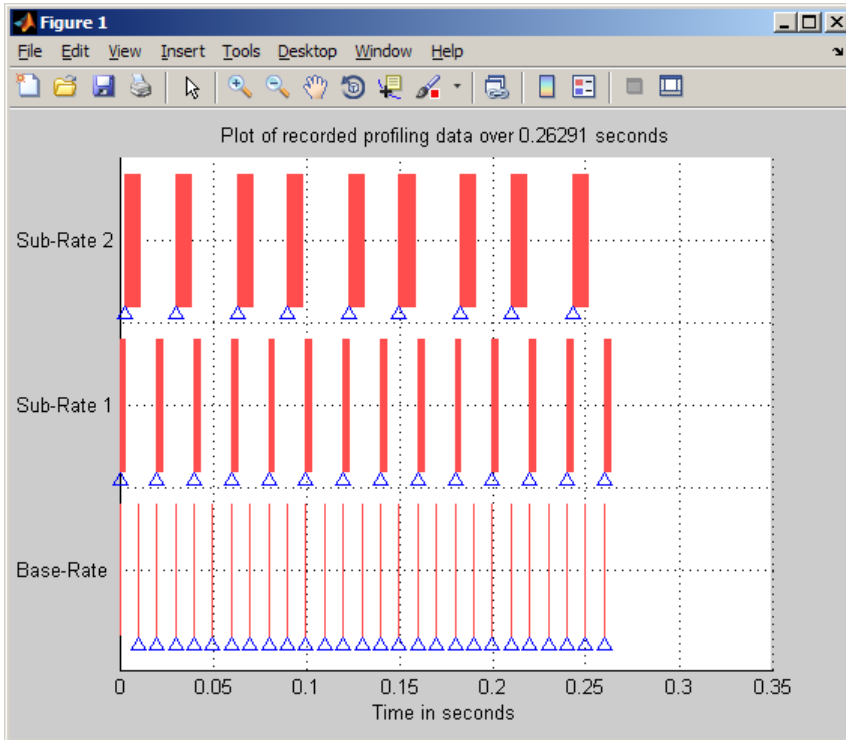 Figure 1
File Edit View Insert Tools Desktop Window Help
Plot of recorded profiling data over 0.26291 seconds
Sub-Rate 2
Sub-Rate 1
Base-Rate
0 0.05 0.1 0.15 0.2 0.25 0.3 0.35
Time in seconds